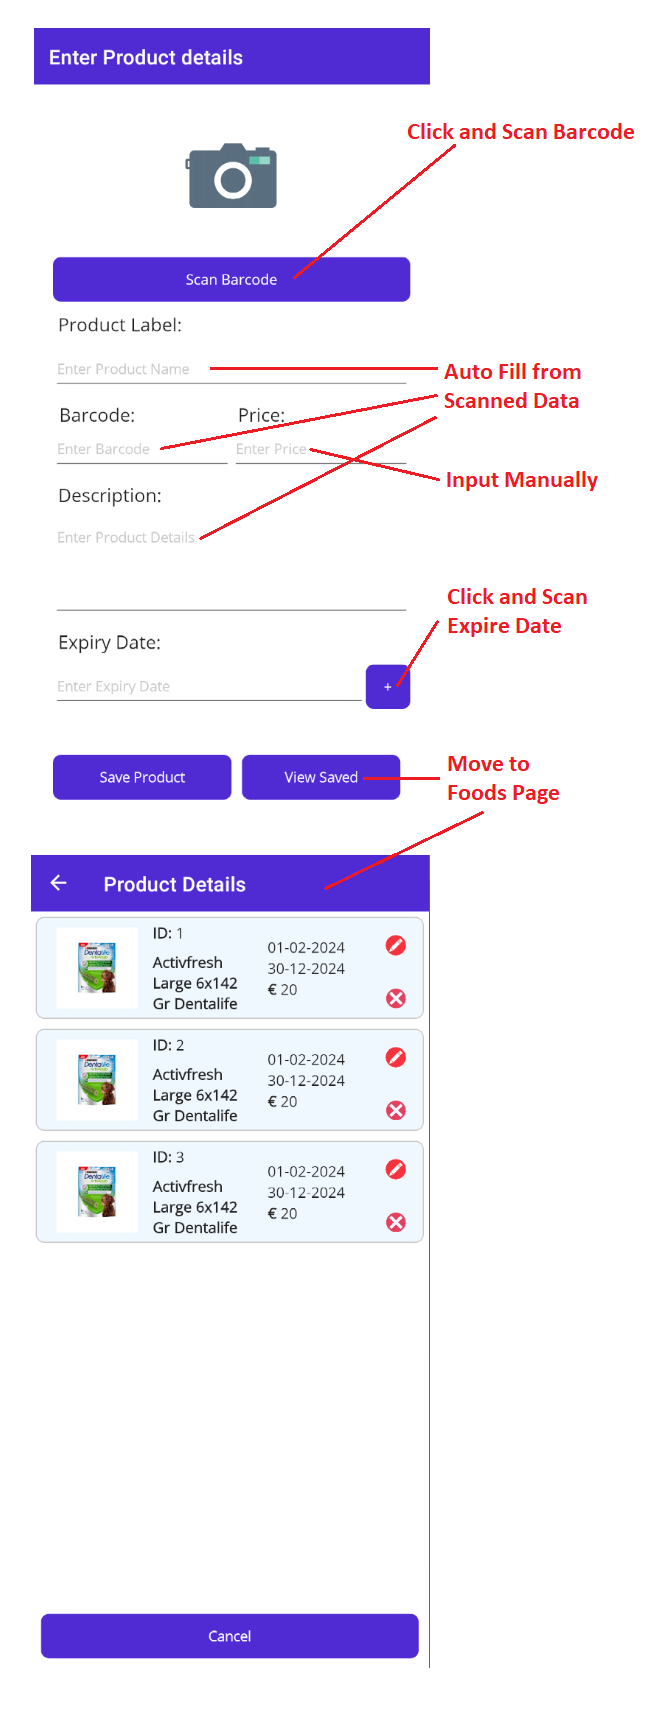 Enter Product details
Click and Scan Barcode
Scan Barcode
Product Label:
Enter Product Name
Auto Fill from
Scanned Data
Barcode: Price:
Enter Barcode Enter Price
Input Manually
Description:
Enter Product Details
Click and Scan
Expire Date
Expiry Date:
Enter Expiry Date
+
Save Product View Saved
Move to
Foods Page
Product Details
ID: 1
Activfresh
Large 6x142
Gr Dentalife
01-02-2024
30-12-2024
€ 20
DentaLife
ID: 2
Activfresh
Large 6x142
Gr Dentalife
01-02-2024
30-12-2024
€ 20
DentaLife
ID: 3
Activfresh
Large 6x142
Gr Dentalife
01-02-2024
30-12-2024
€ 20
DentaLife
Cancel